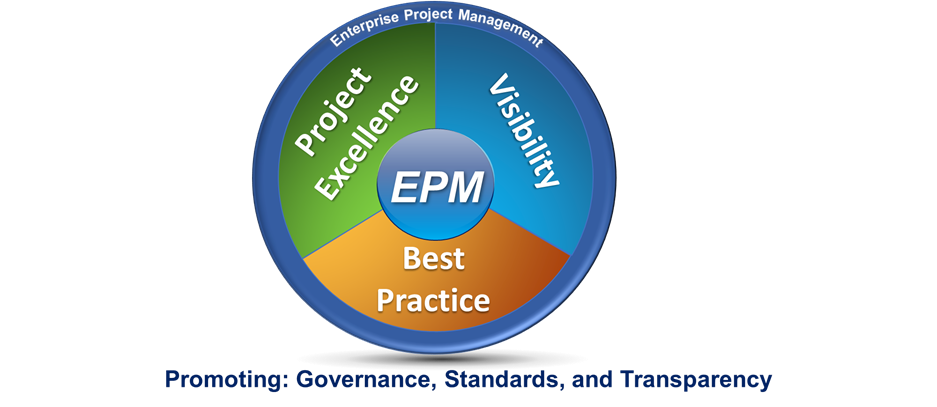 Enterprise Project Management
Project
Excellence
Visibility
EPM
Best
Practice
Promoting: Governance, Standards, and Transparency